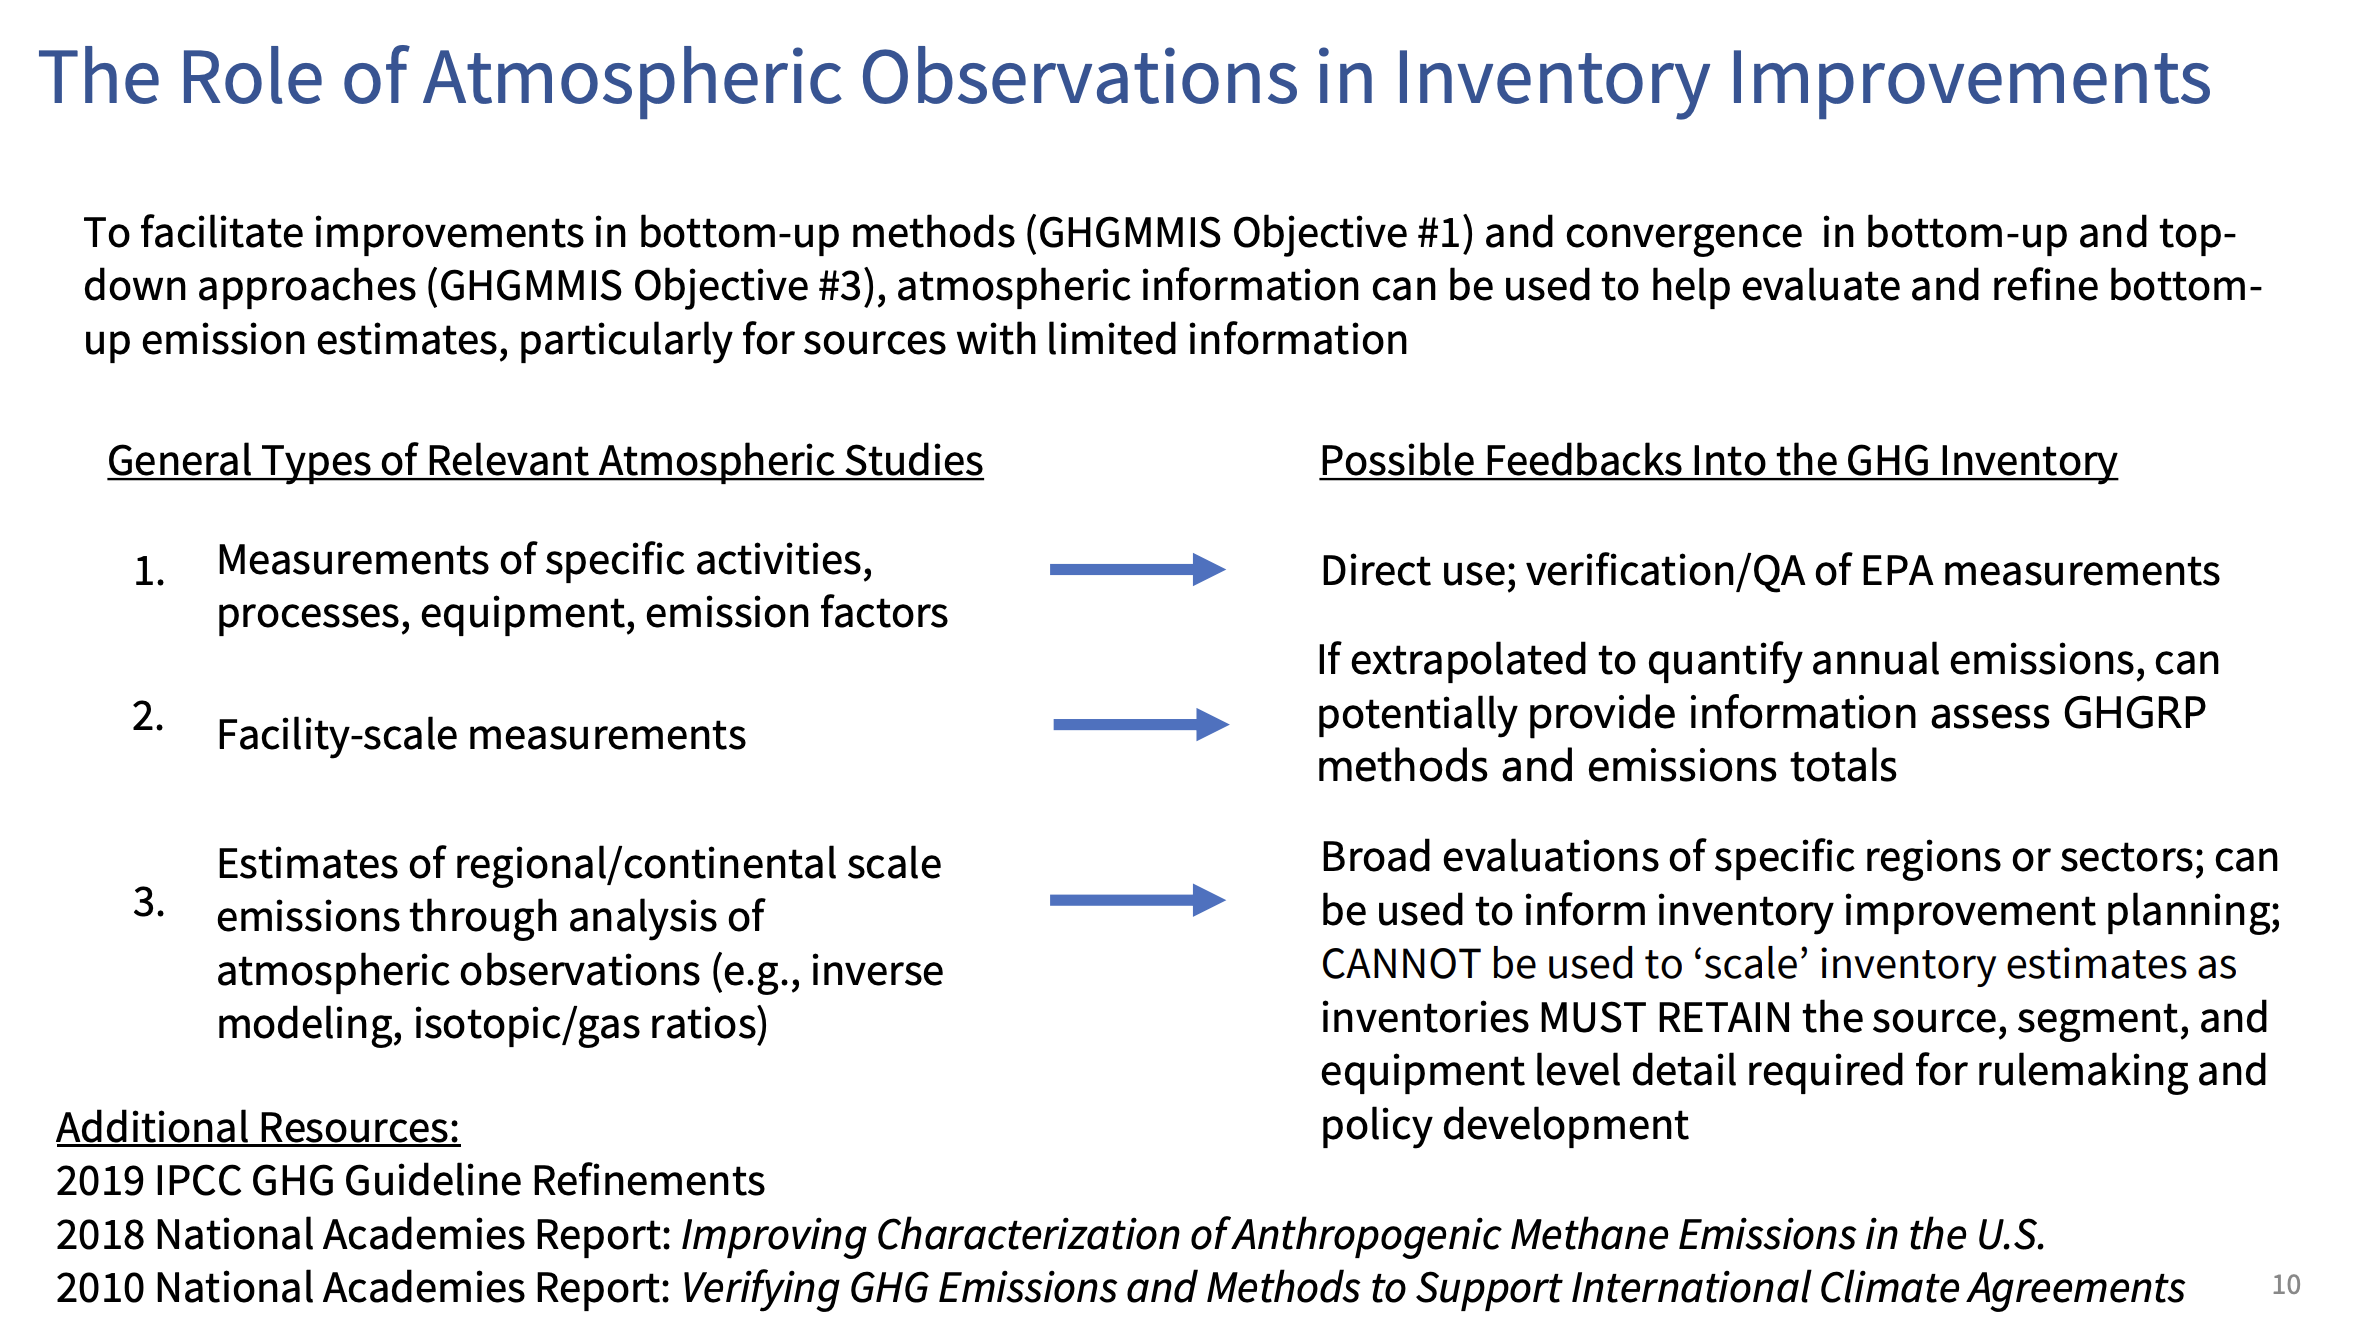 The Role of Atmospheric Observations in Inventory Improvements
To facilitate improvements in bottom-up methods (GHGMMIS Objective #1) and convergence  in bottom-up and top-
down approaches (GHGMMIS Objective #3), atmospheric information can be used to help evaluate and refine bottom-
up emission estimates, particularly for sources with limited information
General Types of Relevant Atmospheric Studies
1. Measurements of specific activities,
processes, equipment, emission factors
2. Facility-scale measurements
3. Estimates of regional/continental scale
emissions through analysis of
atmospheric observations (e.g., inverse
modeling, isotopic/gas ratios)
Possible Feedbacks Into the GHG Inventory
Direct use; verification/QA of EPA measurements
If extrapolated to quantify annual emissions, can
potentially provide information assess GHGRP
methods and emissions totals
Broad evaluations of specific regions or sectors; can
be used to inform inventory improvement planning;
CANNOT be used to ‘scale’ inventory estimates as
inventories MUST RETAIN the source, segment, and
equipment level detail required for rulemaking and
policy development
Additional Resources:
2019 IPCC GHG Guideline Refinements
2018 National Academies Report: Improving Characterization of Anthropogenic Methane Emissions in the U.S.
2010 National Academies Report: Verifying GHG Emissions and Methods to Support International Climate Agreements
10